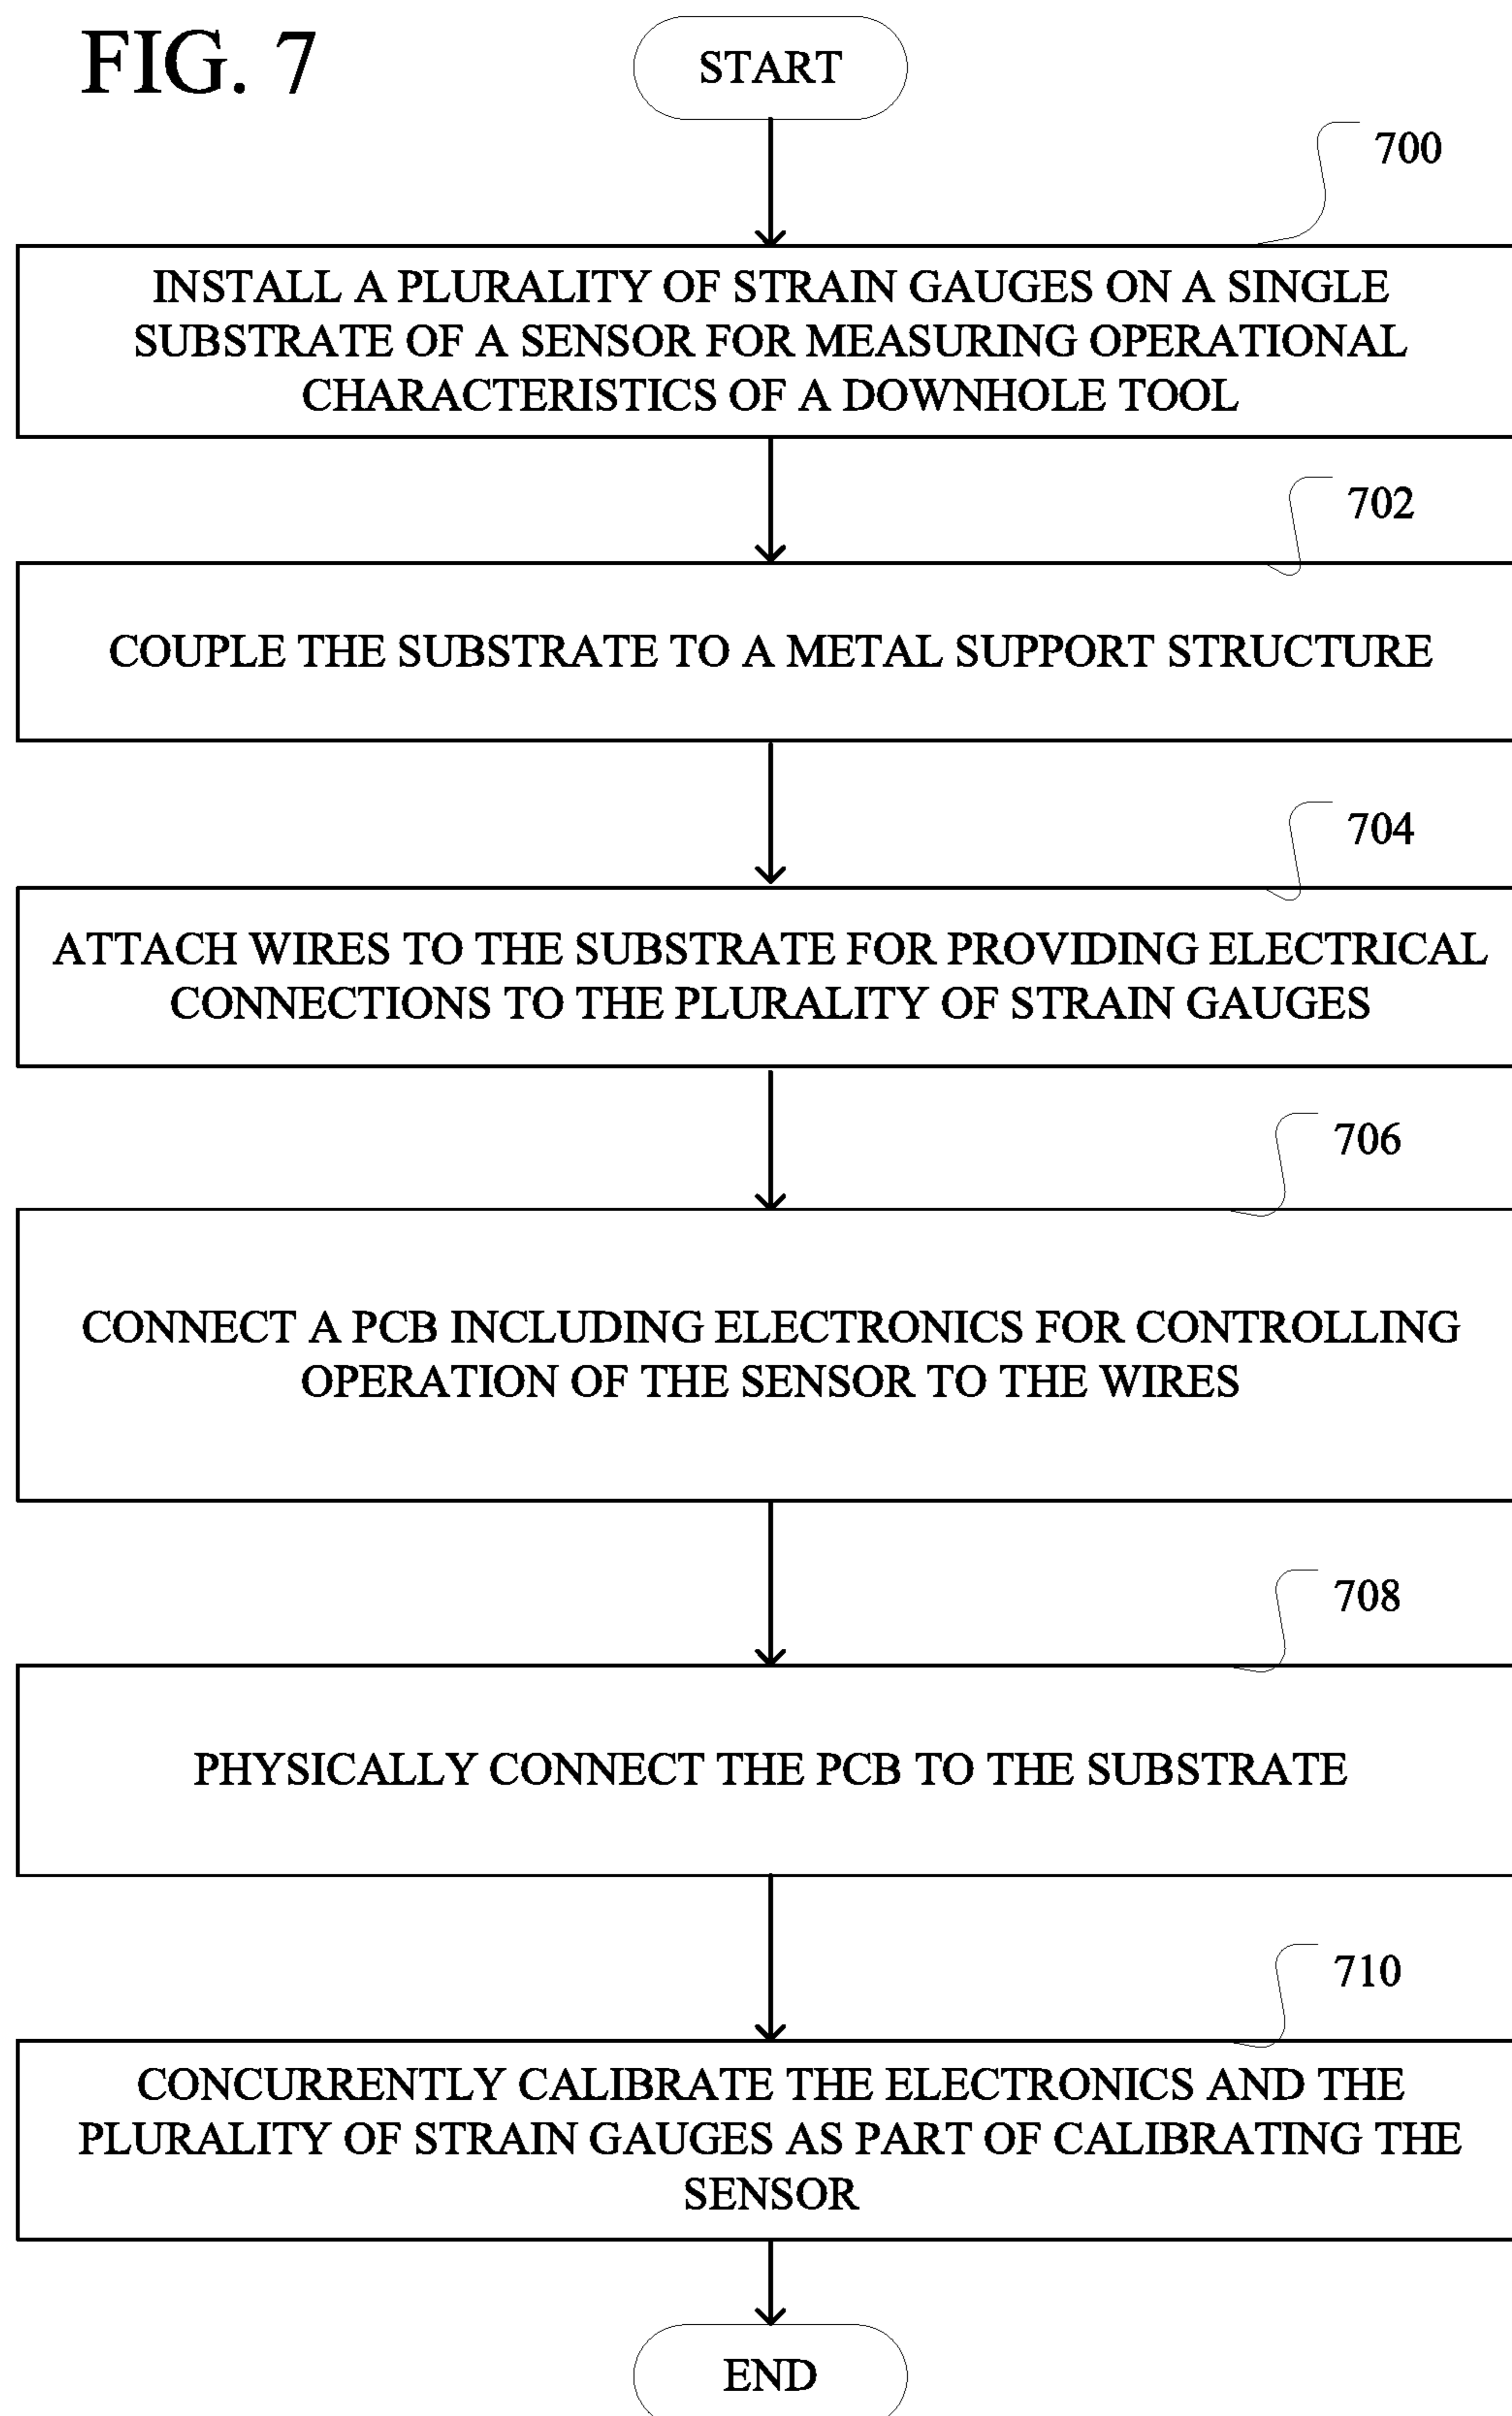 FIG. 7
START
700
INSTALL A PLURALITY OF STRAIN GAUGES ON A SINGLE
SUBSTRATE OF A SENSOR FOR MEASURING OPERATIONAL
CHARACTERISTICS OF A DOWNHOLE TOOL
702
COUPLE THE SUBSTRATE TO A METAL SUPPORT STRUCTURE
704
ATTACH WIRES TO THE SUBSTRATE FOR PROVIDING ELECTRICAL
CONNECTIONS TO THE PLURALITY OF STRAIN GAUGES
706
CONNECT A PCB INCLUDING ELECTRONICS FOR CONTROLLING
OPERATION OF THE SENSOR TO THE WIRES
708
PHYSICALLY CONNECT THE PCB TO THE SUBSTRATE
710
CONCURRENTLY CALIBRATE THE ELECTRONICS AND THE
PLURALITY OF STRAIN GAUGES AS PART OF CALIBRATING THE
SENSOR
END